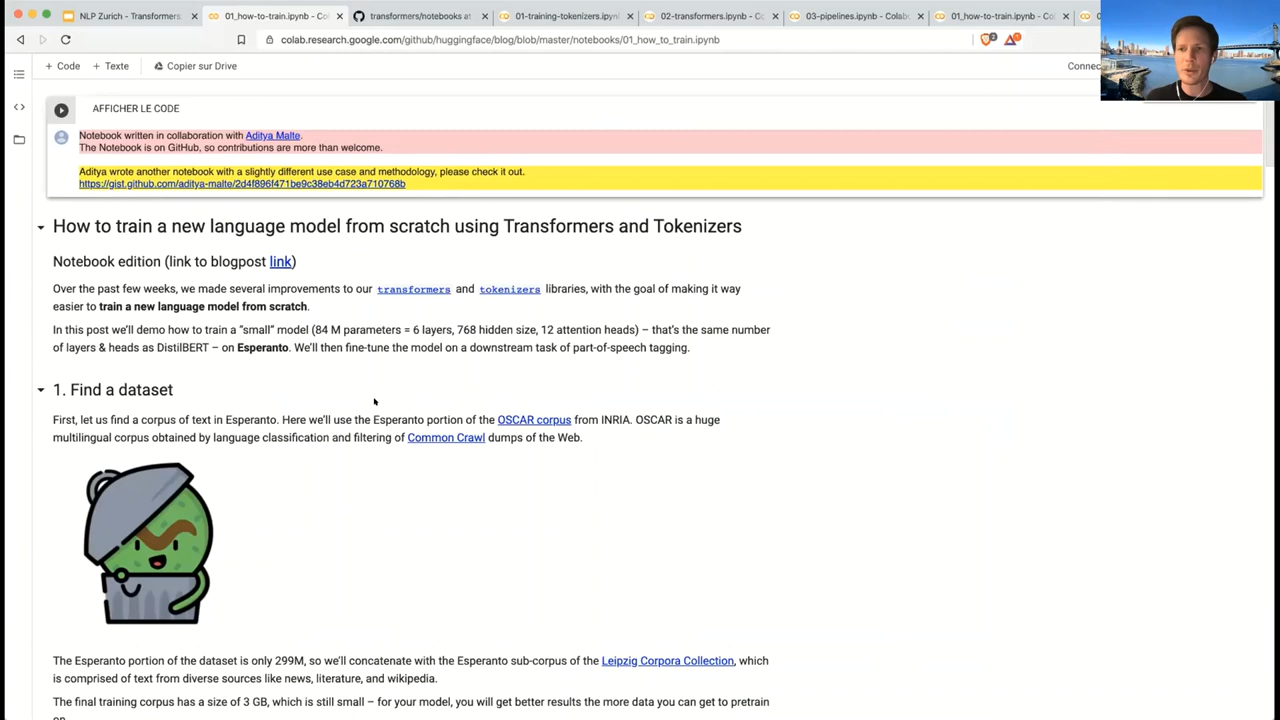 NLP Zurich - Transformers.
01_how-to-train.ipynb - Col
transformers/notebooks at
01-training-tokenizers.ipynb
02-transformers.ipynb - Col
03-pipelines.ipynb - Colab
01_how-to-train.ipynb - Col
colab.research.google.com/github/huggingface/blog/blob/master/notebooks/01_how_to_train.ipynb
+ Code + Texte Copier sur Drive
Connec
AFFICHER LE CODE
Notebook written in collaboration with Aditya Malte.
The Notebook is on GitHub, so contributions are more than welcome.
Aditya wrote another notebook with a slightly different use case and methodology, please check it out.
https://gist.github.com/aditya-malte/2d4f896f471be9c38eb4d723a710768b
How to train a new language model from scratch using Transformers and Tokenizers
Notebook edition (link to blogpost link)
Over the past few weeks, we made several improvements to our transformers and tokenizers libraries, with the goal of making it way
easier to train a new language model from scratch.
In this post we'll demo how to train a "small" model (84 M parameters = 6 layers, 768 hidden size, 12 attention heads) – that's the same number
of layers & heads as DistilBERT – on Esperanto. We'll then fine-tune the model on a downstream task of part-of-speech tagging.
1. Find a dataset
First, let us find a corpus of text in Esperanto. Here we'll use the Esperanto portion of the OSCAR corpus from INRIA. OSCAR is a huge
multilingual corpus obtained by language classification and filtering of Common Crawl dumps of the Web.
The Esperanto portion of the dataset is only 299M, so we'll concatenate with the Esperanto sub-corpus of the Leipzig Corpora Collection, which
is comprised of text from diverse sources like news, literature, and wikipedia.
The final training corpus has a size of 3 GB, which is still small – for your model, you will get better results the more data you can get to pretrain
on.